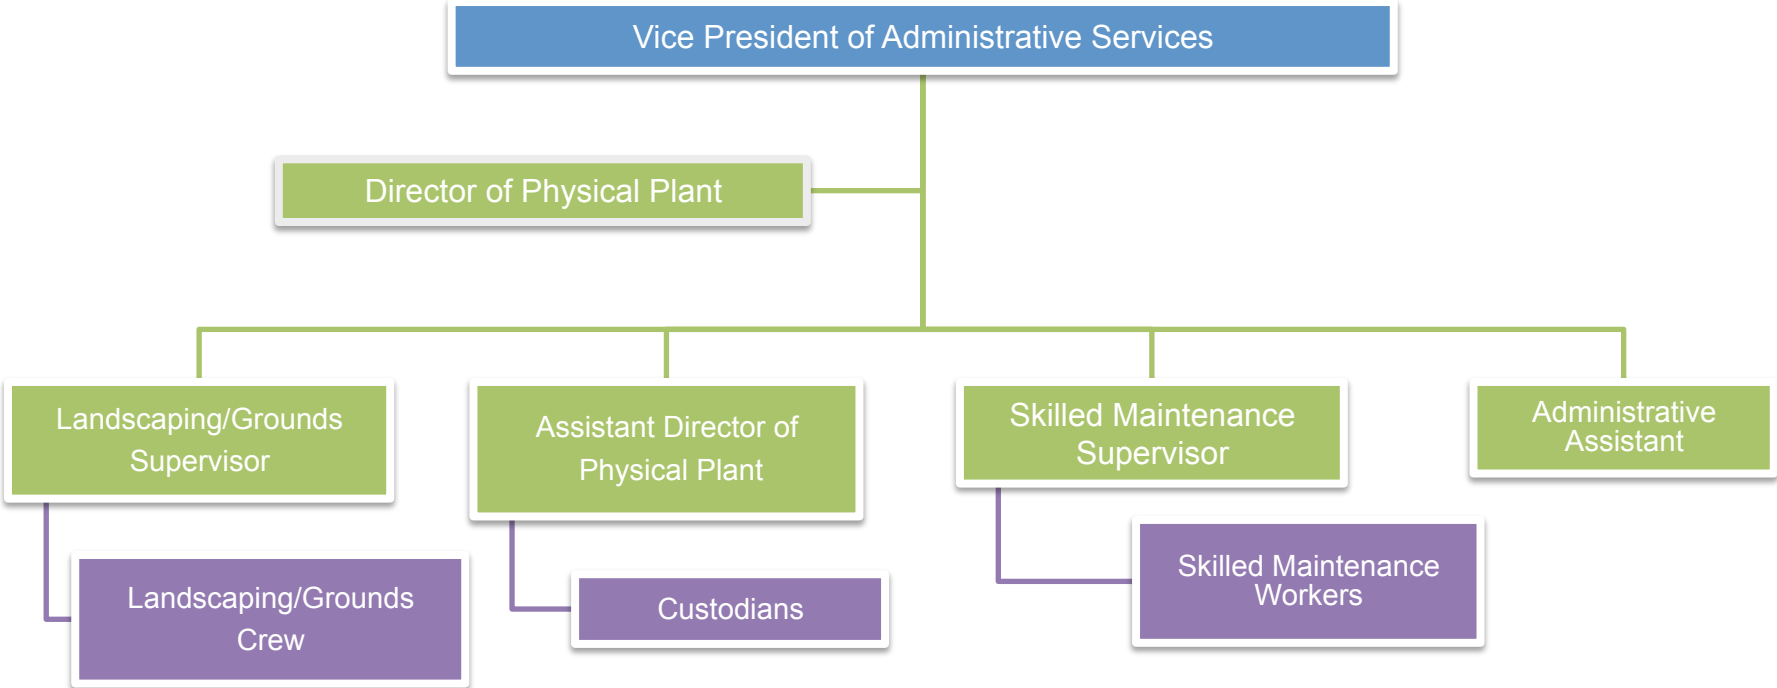 Vice President of Administrative Services
Director of Physical Plant
Landscaping/Grounds
Supervisor
Assistant Director of
Physical Plant
Skilled Maintenance
Supervisor
Administrative
Assistant
Landscaping/Grounds
Crew
Custodians
Skilled Maintenance
Workers